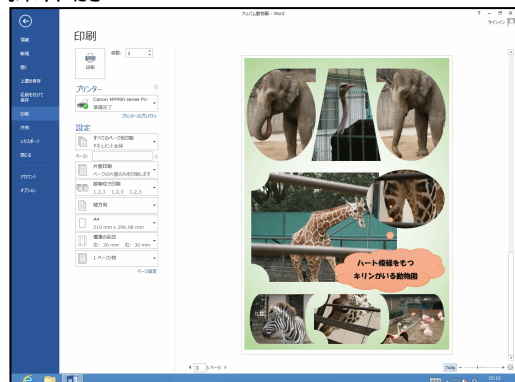 アルバム動物園 - Word
? - □ ×
サインイン
情報
新規
開く
上書き保存
名前を付けて
保存
印刷
共有
エクスポート
閉じる
アカウント
オプション
印刷
印刷
部数: 1
プリンター
Canon MP990 series Pri…
準備完了
プリンターのプロパティ
設定
すべてのページを印刷
ドキュメント全体
ページ:
片面印刷
ページの片面のみを印刷します
部単位で印刷
1,2,3 1,2,3 1,2,3
縦方向
A4
210 mm x 296.98 mm
標準の余白
左: 30 mm 右: 30 mm
1 ページ/枚
ページ設定
ハート模様をもつ
キリンがいる動物園
74%
15:12